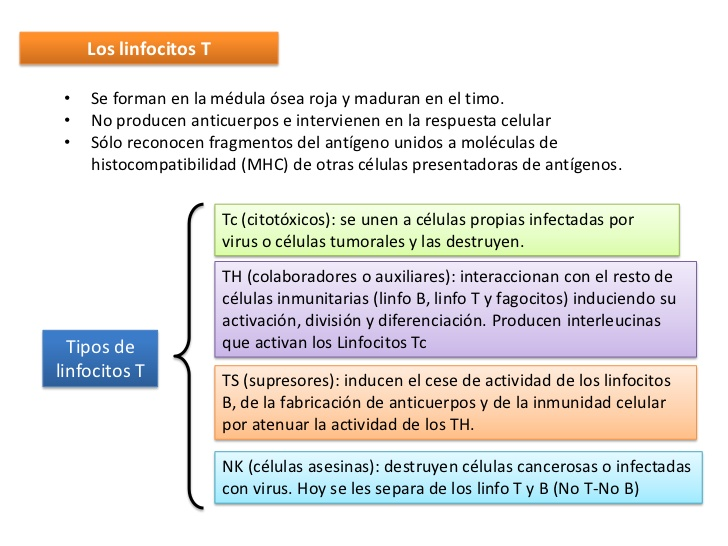 Los linfocitos T
• Se forman en la médula ósea roja y maduran en el timo.
• No producen anticuerpos e intervienen en la respuesta celular
• Sólo reconocen fragmentos del antígeno unidos a moléculas de
histocompatibilidad (MHC) de otras células presentadoras de antígenos.
Tipos de
linfocitos T
Tc (citotóxicos): se unen a células propias infectadas por
virus o células tumorales y las destruyen.
TH (colaboradores o auxiliares): interaccionan con el resto de
células inmunitarias (linfo B, linfo T y fagocitos) induciendo su
activación, división y diferenciación. Producen interleucinas
que activan los Linfocitos Tc
TS (supresores): inducen el cese de actividad de los linfocitos
B, de la fabricación de anticuerpos y de la inmunidad celular
por atenuar la actividad de los TH.
NK (células asesinas): destruyen células cancerosas o infectadas
con virus. Hoy se les separa de los linfo T y B (No T-No B)